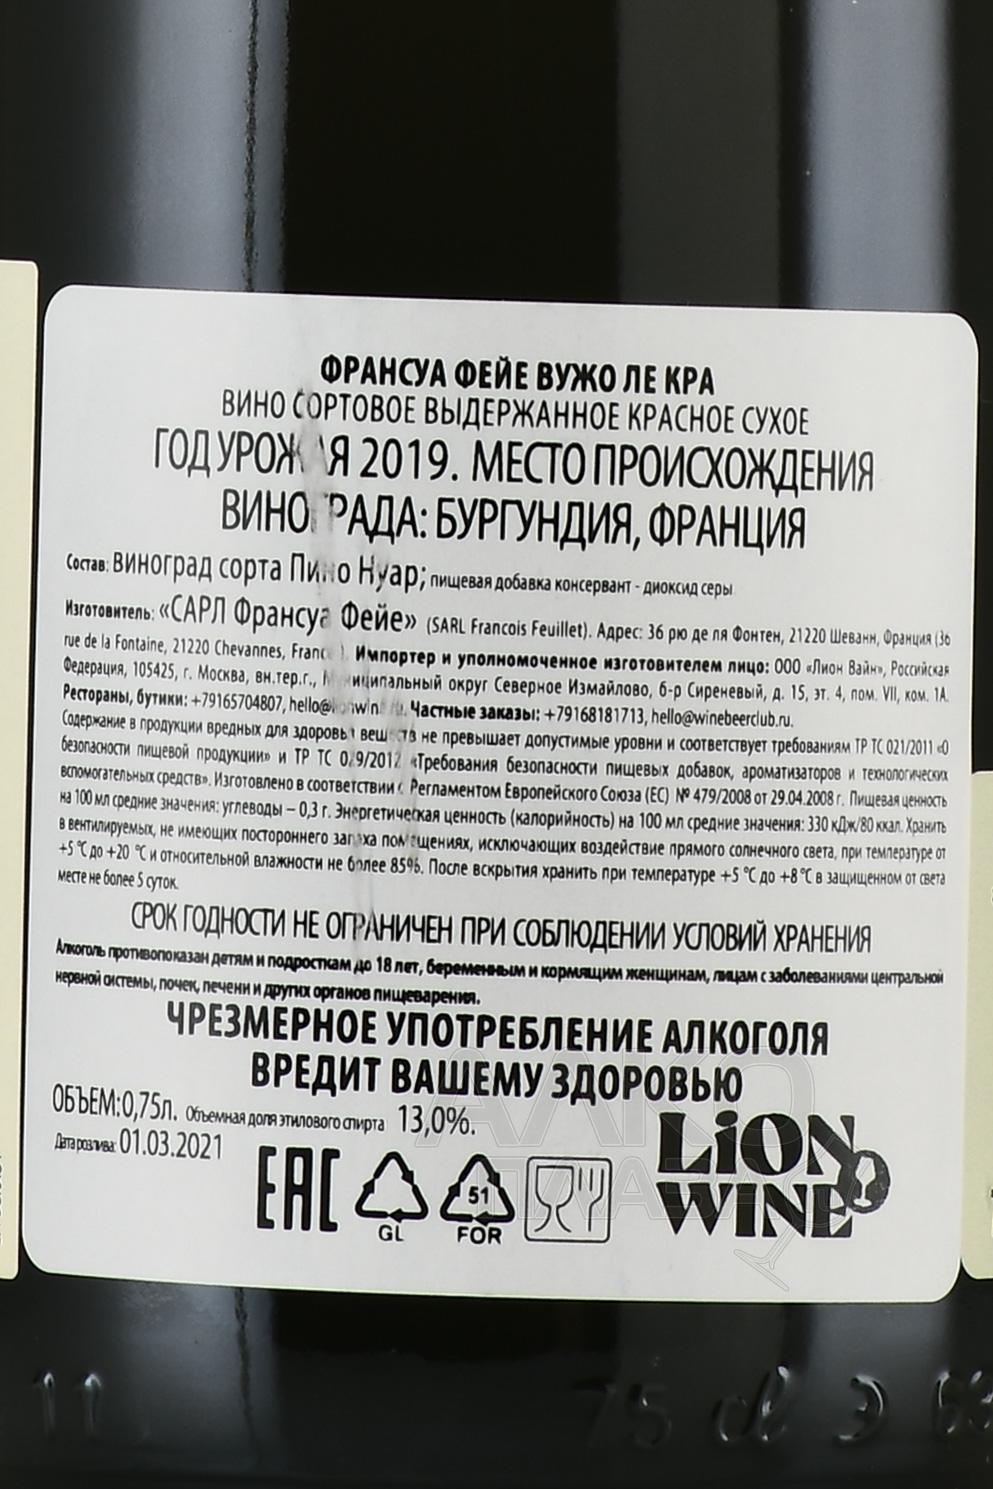 ФРАНСУА ФЕЙЕ ВУЖО ЛЕ КРА
ВИНО СОРТОВОЕ ВЫДЕРЖАННОЕ КРАСНОЕ СУХОЕ
ГОД УРОЖАЯ 2019. МЕСТО ПРОИСХОЖДЕНИЯ
ВИНОГРАДА: БУРГУНДИЯ, ФРАНЦИЯ
Состав: Виноград сорта Пино Нуар; пищевая добавка консервант - диоксид серы
Изготовитель: «САРЛ Франсуа Фейе» (SARL Francois Feuillet). Адрес: 36 рю де ля Фонтен, 21220 Шеванн, Франция (36
rue de la Fontaine, 21220 Chevannes, France). Импортер и уполномоченное изготовителем лицо: ООО «Лион Вайн», Российская
Федерация, 105425, г. Москва, вн.тер.г., Муниципальный округ Северное Измайлово, б-р Сиреневый, д. 15, эт. 4, пом. VII, ком. 1А.
Рестораны, бутики: +79165704807, hello@lionwine.ru. Частные заказы: +79168181713, hello@winebeerclub.ru.
Содержание в продукции вредных для здоровья веществ не превышает допустимые уровни и соответствует требованиям ТР ТС 021/2011 «О
безопасности пищевой продукции» и ТР ТС 029/2012 «Требования безопасности пищевых добавок, ароматизаторов и технологических
вспомогательных средств». Изготовлено в соответствии с Регламентом Европейского Союза (ЕС) № 479/2008 от 29.04.2008 г. Пищевая ценность
на 100 мл средние значения: углеводы – 0,3 г. Энергетическая ценность (калорийность) на 100 мл средние значения: 330 кДж/80 ккал. Хранить
в вентилируемых, не имеющих постороннего запаха помещениях, исключающих воздействие прямого солнечного света, при температуре от
+5 °С до +20 °С и относительной влажности не более 85%. После вскрытия хранить при температуре +5 °С до +8 °С в защищенном от света
месте не более 5 суток.
СРОК ГОДНОСТИ НЕ ОГРАНИЧЕН ПРИ СОБЛЮДЕНИИ УСЛОВИЙ ХРАНЕНИЯ
Алкоголь противопоказан детям и подросткам до 18 лет, беременным и кормящим женщинам, лицам с заболеваниями центральной
нервной системы, почек, печени и других органов пищеварения.
ЧРЕЗМЕРНОЕ УПОТРЕБЛЕНИЕ АЛКОГОЛЯ
ВРЕДИТ ВАШЕМУ ЗДОРОВЬЮ
ОБЪЕМ: 0,75л. Объемная доля этилового спирта 13,0%.
Дата розлива: 01.03.2021
EAC
GL
51
FOR
LiON
WINE
АЛКО
ПЛАЗА
11 75 cl Э 63